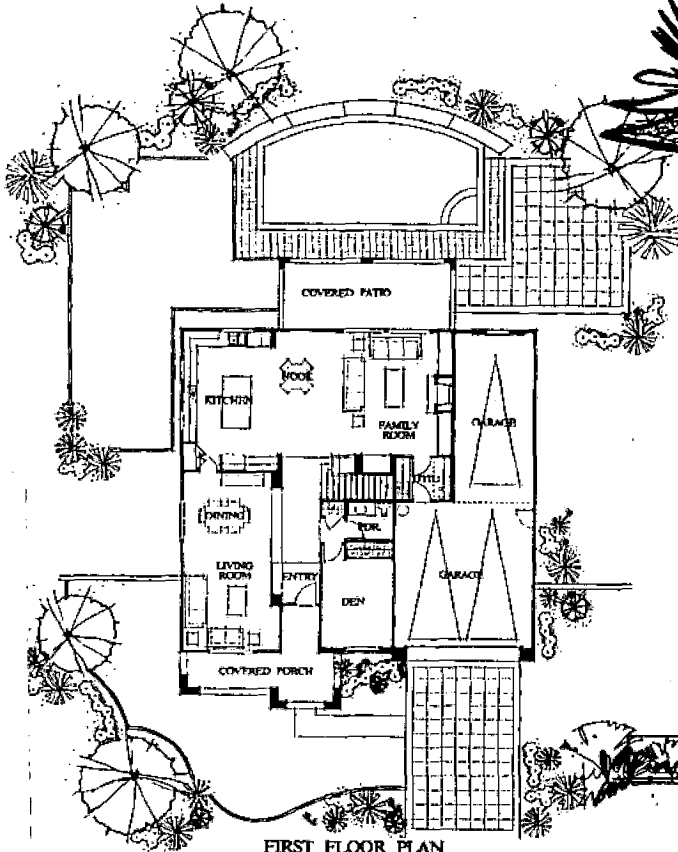 COVERED PATIO
NOOK
KITCHEN
FAMILY
ROOM
GARAGE
DINING
PDR.
LIVING
ROOM
ENTRY
GARAGE
DEN
COVERED PORCH
FIRST FLOOR PLAN